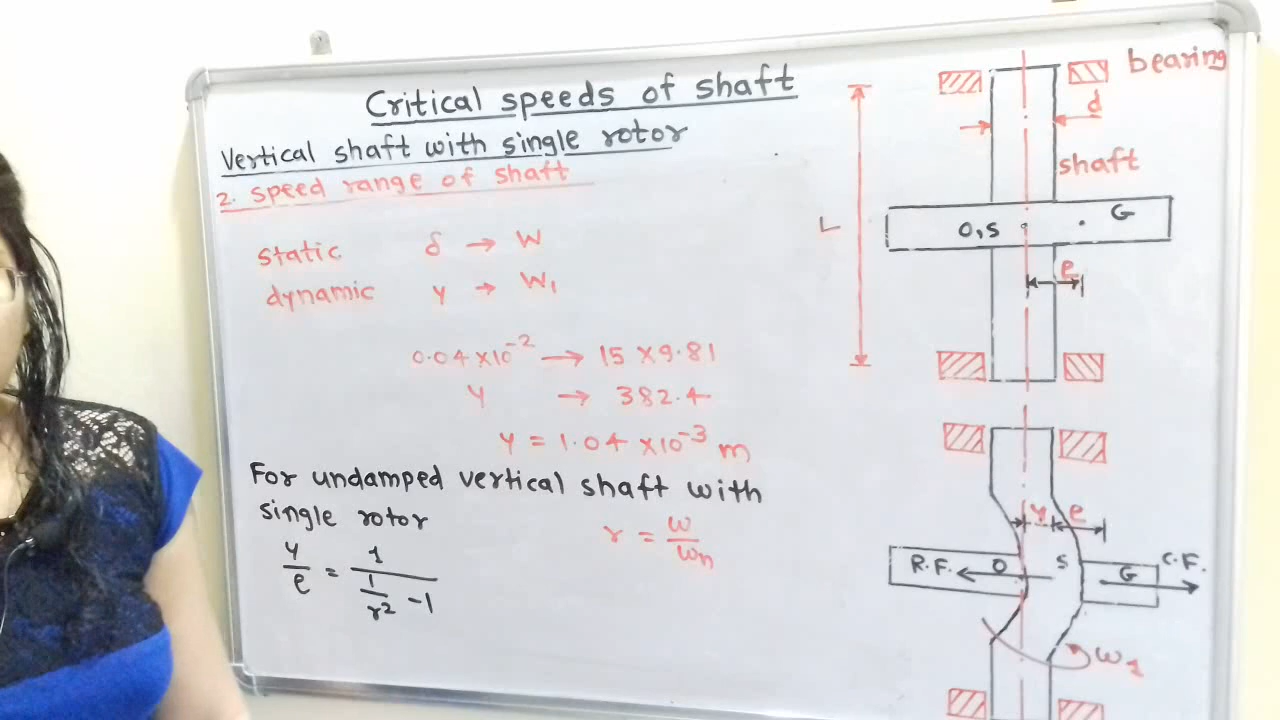 Critical speeds of shaft
Vertical shaft with single rotor
2. speed range of shaft
static δ → W
dynamic y → W₁
0.04 × 10⁻² → 15 × 9.81
y → 382.4
y = 1.04 × 10⁻³ m
For undamped vertical shaft with
single rotor
r = ω/ωn
y/e = 1/(1/r² - 1)
bearing
d
shaft
L
O,S
G
e
y e
R.F. O S G C.F.
ω₁